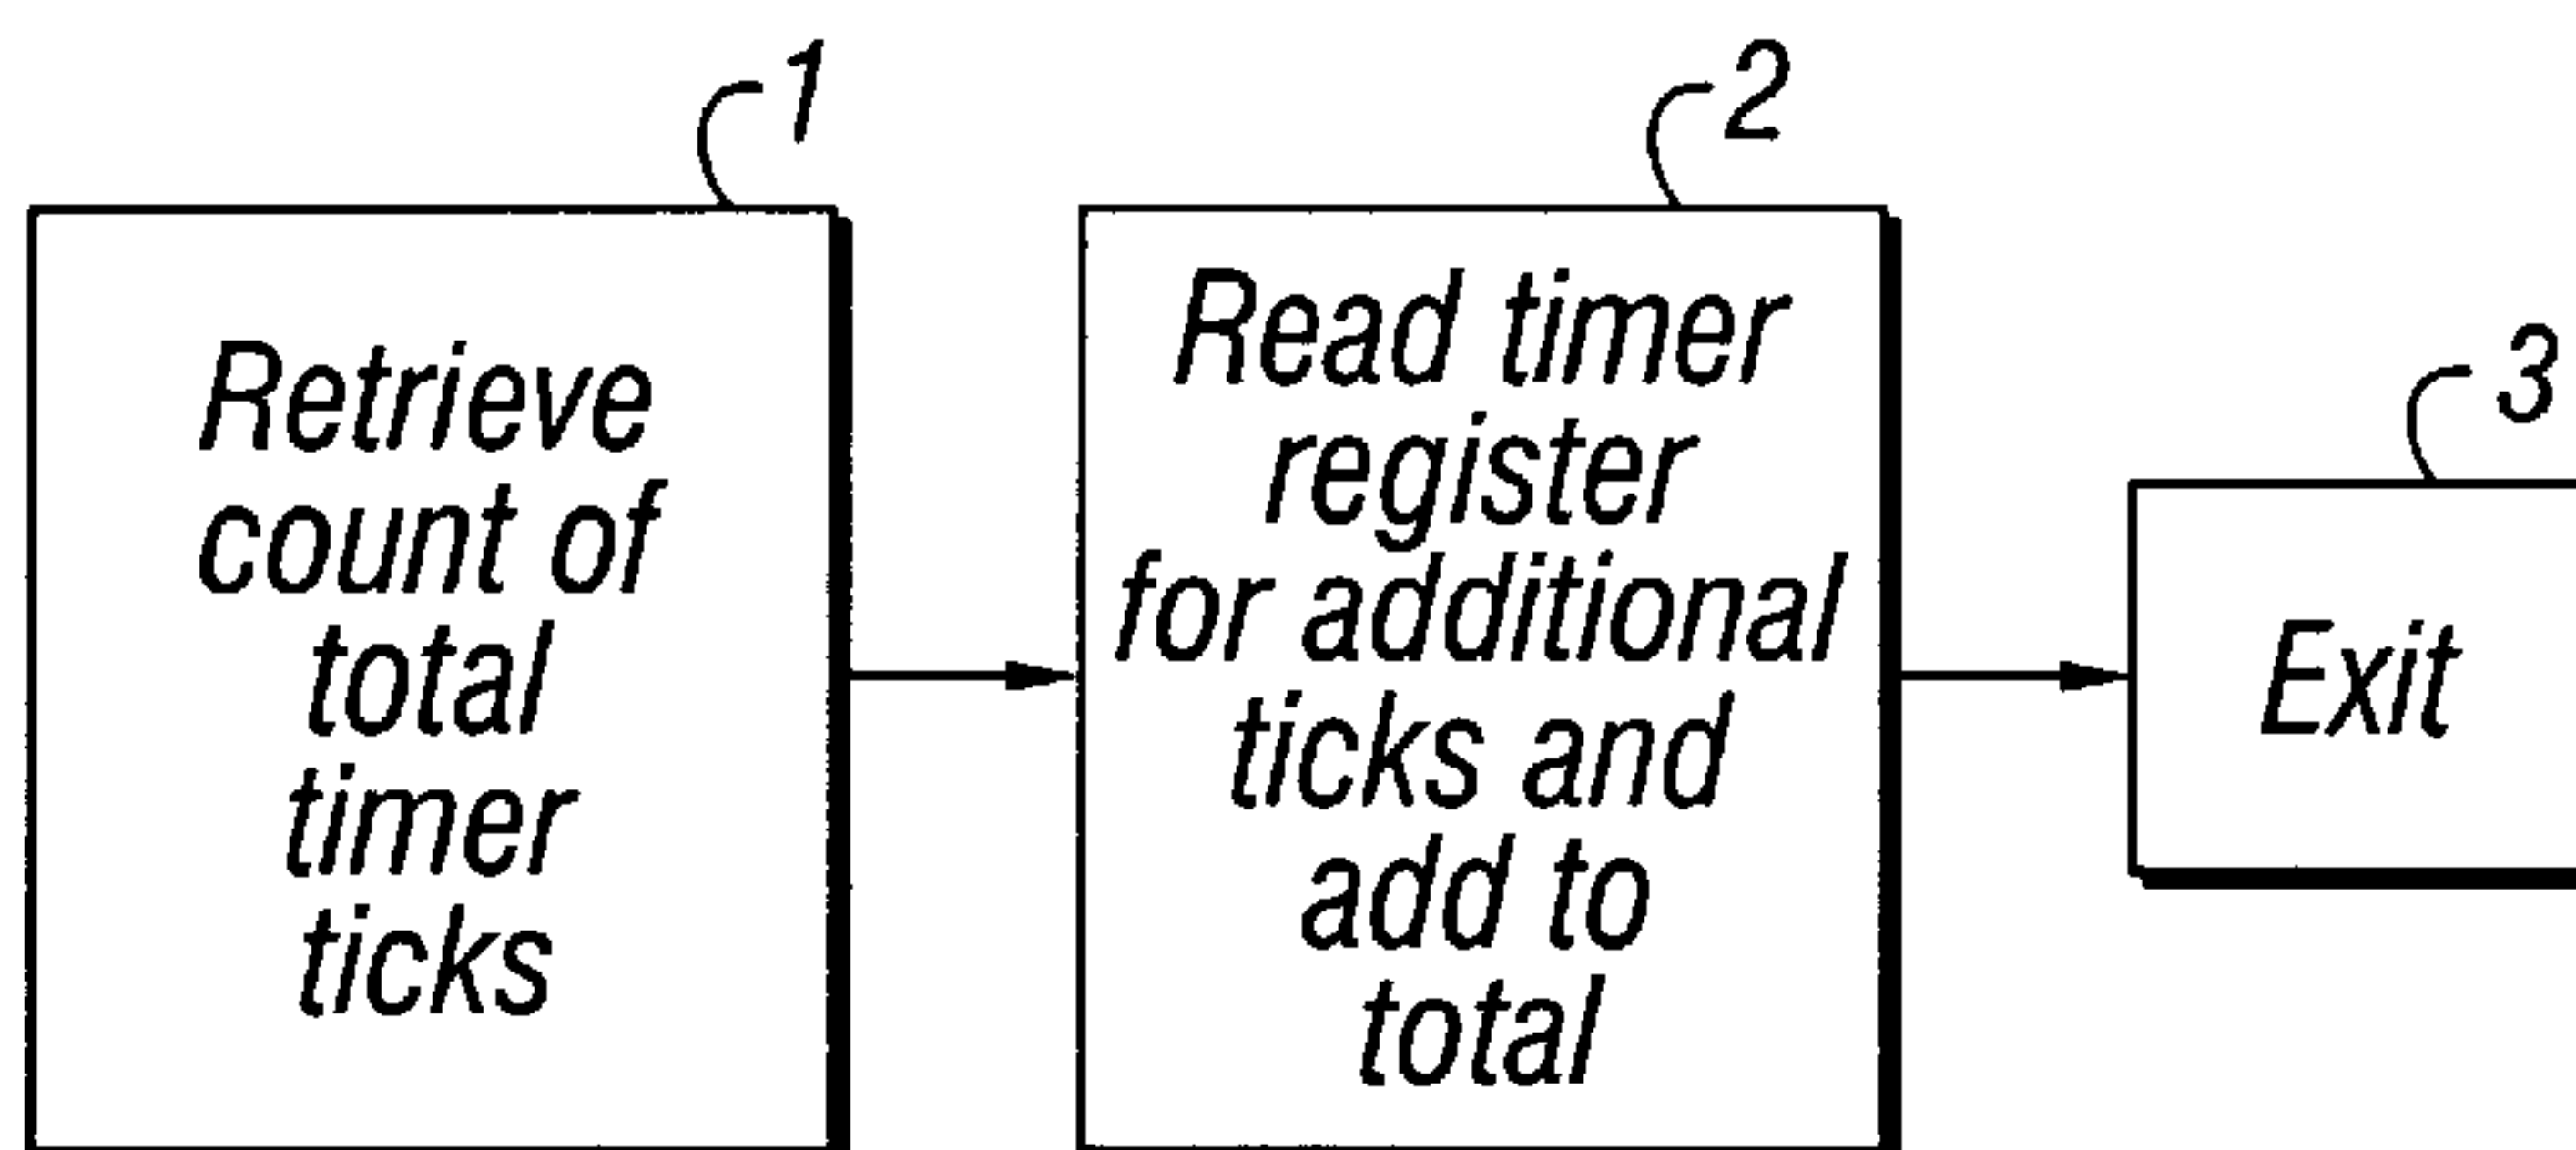 1
Retrieve
count of
total
timer
ticks
2
Read timer
register
for additional
ticks and
add to
total
3
Exit